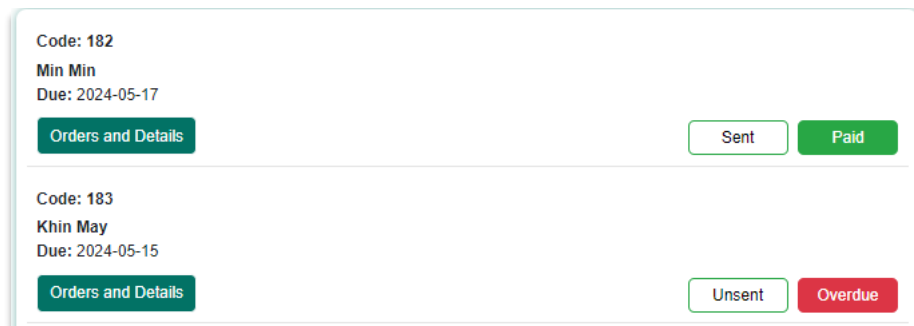 Code: 182
Min Min
Due: 2024-05-17
Orders and Details
Sent
Paid
Code: 183
Khin May
Due: 2024-05-15
Orders and Details
Unsent
Overdue